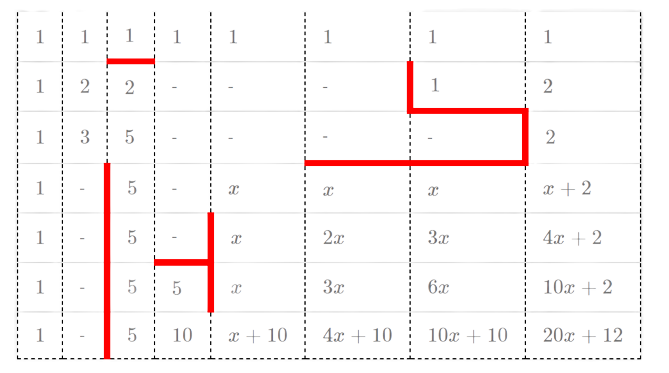 1 1 1 1 1 1 1 1
1 2 2 - - - 1 2
1 3 5 - - - - 2
1 - 5 - x x x x + 2
1 - 5 - x 2x 3x 4x + 2
1 - 5 5 x 3x 6x 10x + 2
1 - 5 10 x + 10 4x + 10 10x + 10 20x + 12